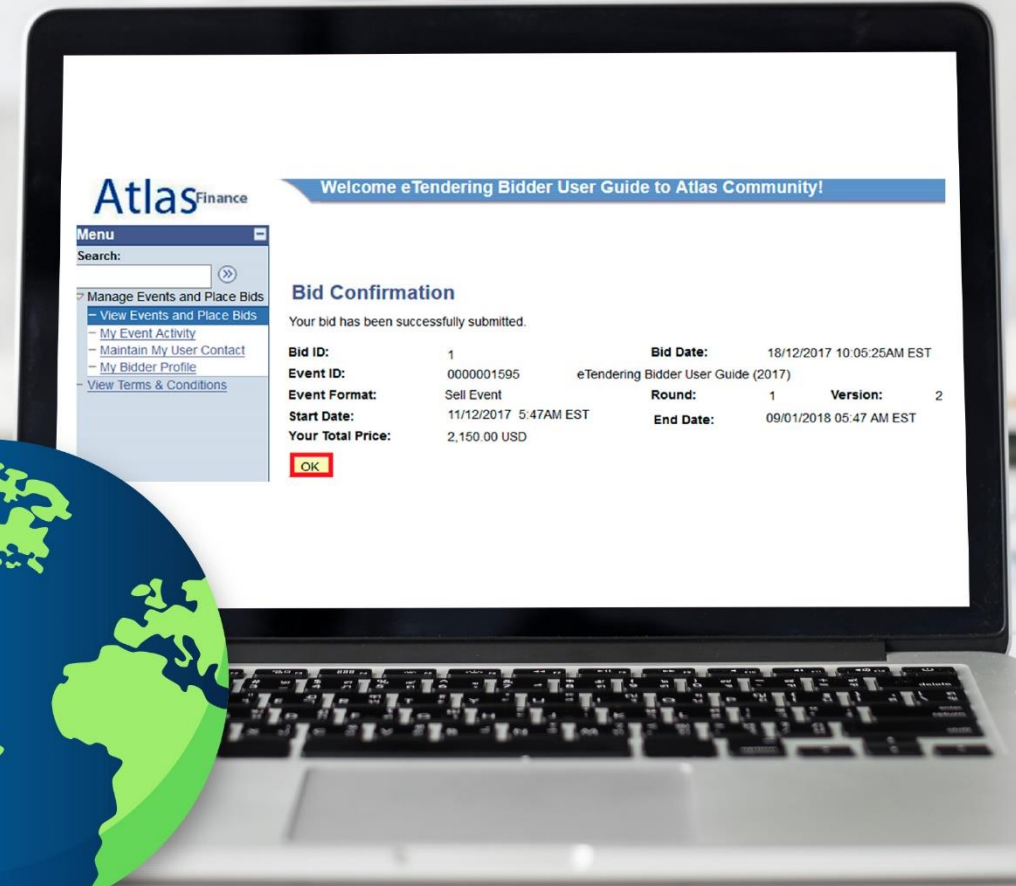 Atlas Finance
Welcome eTendering Bidder User Guide to Atlas Community!
Menu
Search:
Manage Events and Place Bids
View Events and Place Bids
My Event Activity
Maintain My User Contact
My Bidder Profile
View Terms & Conditions
Bid Confirmation
Your bid has been successfully submitted.
Bid ID: 1 Bid Date: 18/12/2017 10:05:25AM EST
Event ID: 0000001595 eTendering Bidder User Guide (2017)
Event Format: Sell Event Round: 1 Version: 2
Start Date: 11/12/2017 5:47AM EST End Date: 09/01/2018 05:47 AM EST
Your Total Price: 2,150.00 USD
OK
delete